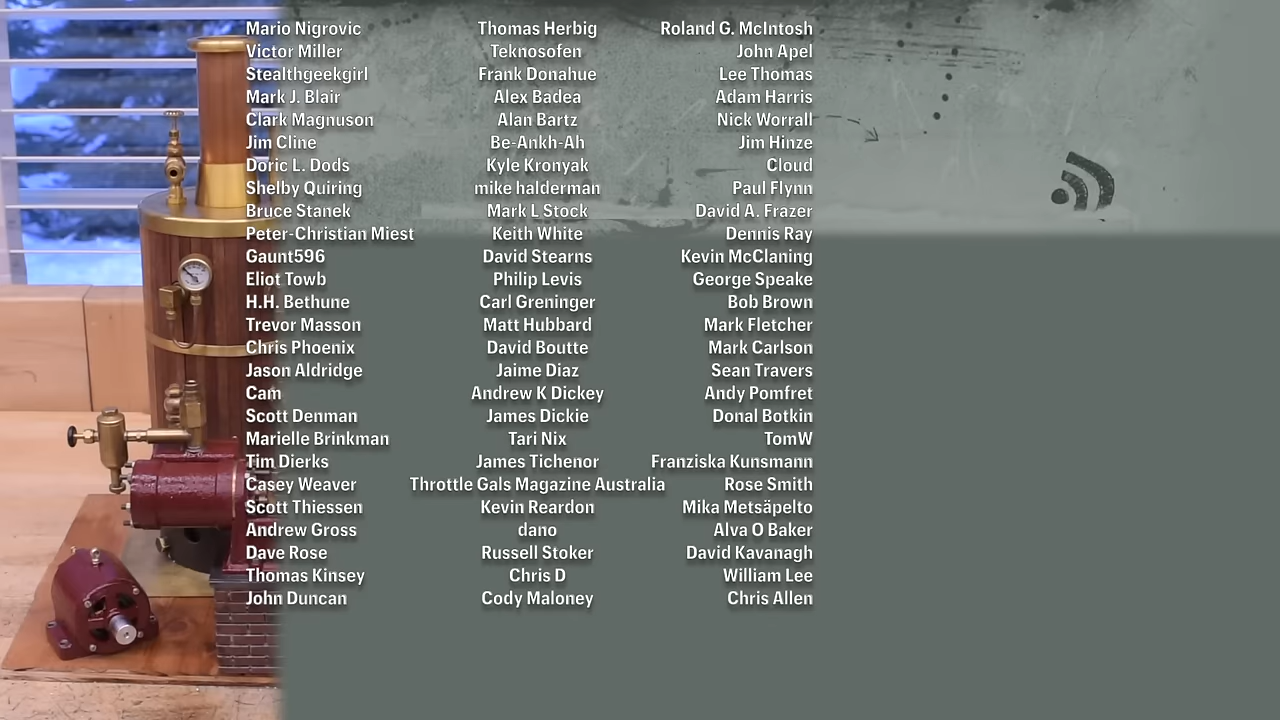 Mario Nigrovic Thomas Herbig Roland G. McIntosh
Victor Miller Teknosofen John Apel
Stealthgeekgirl Frank Donahue Lee Thomas
Mark J. Blair Alex Badea Adam Harris
Clark Magnuson Alan Bartz Nick Worrall
Jim Cline Be-Ankh-Ah Jim Hinze
Doric L. Dods Kyle Kronyak Cloud
Shelby Quiring mike halderman Paul Flynn
Bruce Stanek Mark L Stock David A. Frazer
Peter-Christian Miest Keith White Dennis Ray
Gaunt596 David Stearns Kevin McClaning
Eliot Towb Philip Levis George Speake
H.H. Bethune Carl Greninger Bob Brown
Trevor Masson Matt Hubbard Mark Fletcher
Chris Phoenix David Boutte Mark Carlson
Jason Aldridge Jaime Diaz Sean Travers
Cam Andrew K Dickey Andy Pomfret
Scott Denman James Dickie Donal Botkin
Marielle Brinkman Tari Nix TomW
Tim Dierks James Tichenor Franziska Kunsmann
Casey Weaver Throttle Gals Magazine Australia Rose Smith
Scott Thiessen Kevin Reardon Mika Metsäpelto
Andrew Gross dano Alva O Baker
Dave Rose Russell Stoker David Kavanagh
Thomas Kinsey Chris D William Lee
John Duncan Cody Maloney Chris Allen